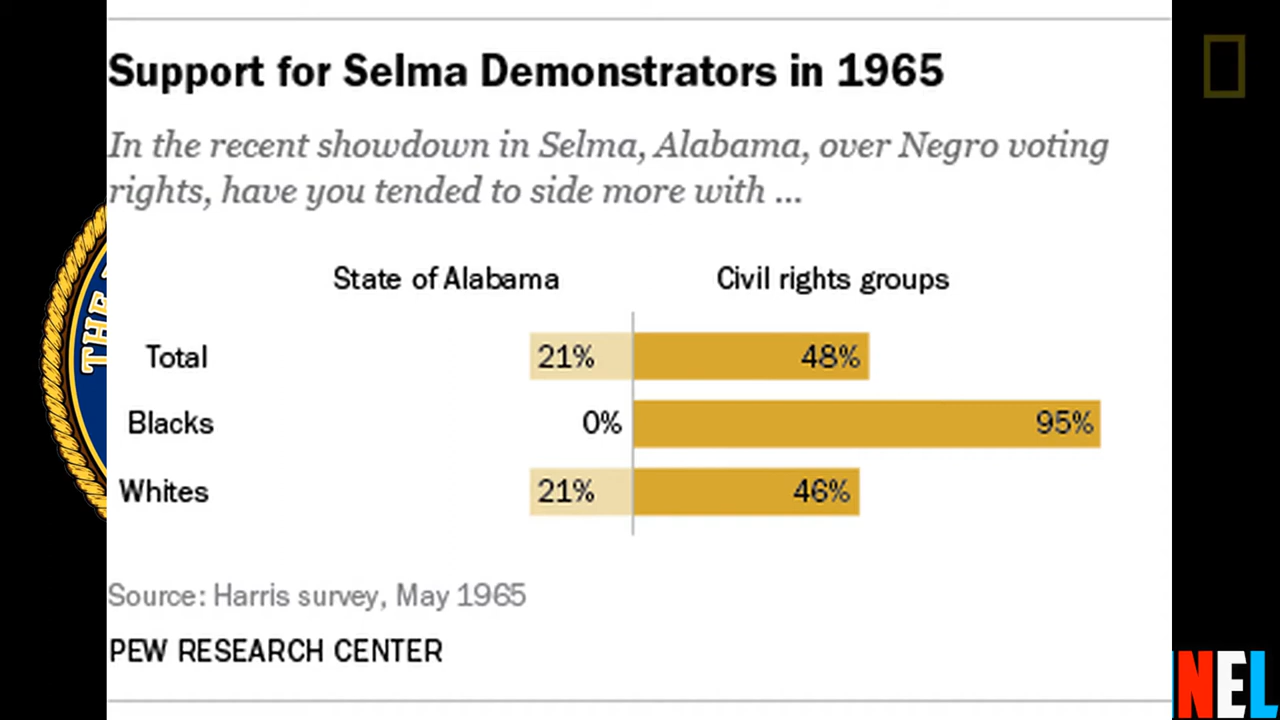 Support for Selma Demonstrators in 1965
In the recent showdown in Selma, Alabama, over Negro voting
rights, have you tended to side more with ...
State of Alabama Civil rights groups
Total 21% 48%
Blacks 0% 95%
Whites 21% 46%
Source: Harris survey, May 1965
PEW RESEARCH CENTER
THE
NEL